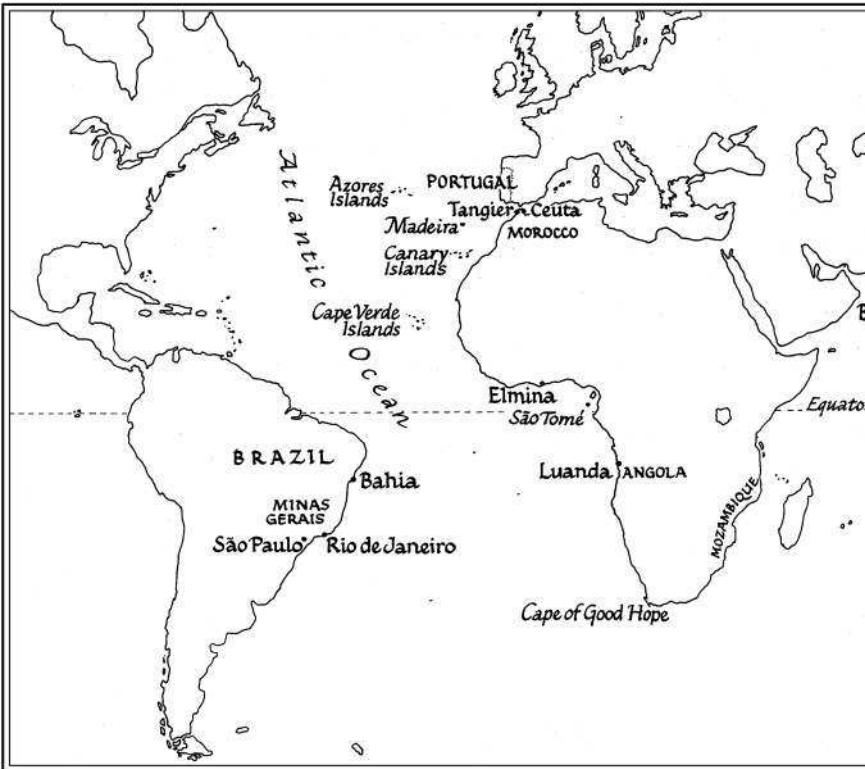 Atlantic Ocean
Azores
Islands
PORTUGAL
Tangier
Ceuta
Madeira
MOROCCO
Canary
Islands
Cape Verde
Islands
Elmina
São Tomé
Equato
BRAZIL
Bahia
Luanda
ANGOLA
MINAS
GERAIS
MOZAMBIQUE
São Paulo
Rio de Janeiro
Cape of Good Hope